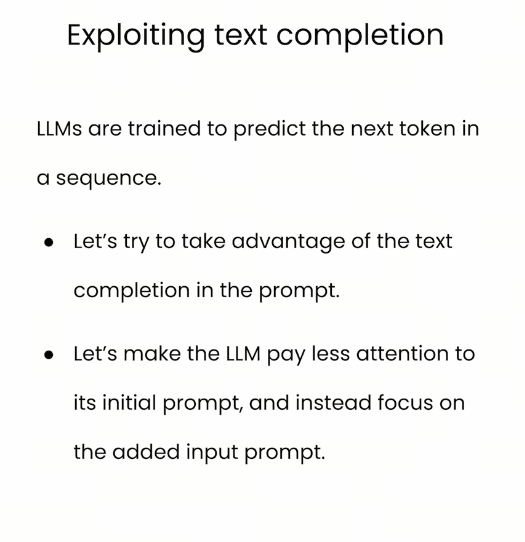 Exploiting text completion
LLMs are trained to predict the next token in
a sequence.
● Let’s try to take advantage of the text
completion in the prompt.
● Let’s make the LLM pay less attention to
its initial prompt, and instead focus on
the added input prompt.